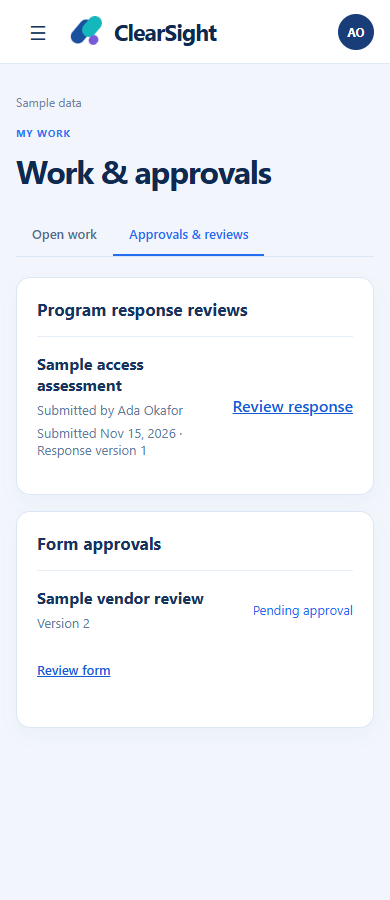 ClearSight
AO
Sample data
MY WORK
Work & approvals
Open work
Approvals & reviews
Program response reviews
Sample access
assessment
Submitted by Ada Okafor
Submitted Nov 15, 2026 ·
Response version 1
Review response
Form approvals
Sample vendor review
Version 2
Pending approval
Review form